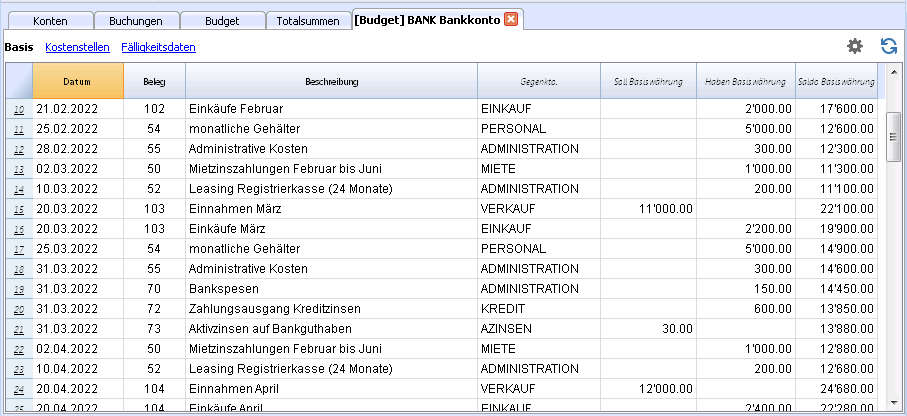 Konten Buchungen Budget Totalsummen [Budget] BANK Bankkonto
Basis Kostenstellen Fälligkeitsdaten
Datum Beleg Beschreibung Gegenkto. Soll Basiswährung Haben Basiswährung Saldo Basiswährung
10 21.02.2022 102 Einkäufe Februar EINKAUF 2'000.00 17'600.00
11 25.02.2022 54 monatliche Gehälter PERSONAL 5'000.00 12'600.00
12 28.02.2022 55 Administrative Kosten ADMINISTRATION 300.00 12'300.00
13 02.03.2022 50 Mietzinszahlungen Februar bis Juni MIETE 1'000.00 11'300.00
14 10.03.2022 52 Leasing Registrierkasse (24 Monate) ADMINISTRATION 200.00 11'100.00
15 20.03.2022 103 Einnahmen März VERKAUF 11'000.00 22'100.00
16 20.03.2022 103 Einkäufe März EINKAUF 2'200.00 19'900.00
17 25.03.2022 54 monatliche Gehälter PERSONAL 5'000.00 14'900.00
18 31.03.2022 55 Administrative Kosten ADMINISTRATION 300.00 14'600.00
19 31.03.2022 70 Bankspesen ADMINISTRATION 150.00 14'450.00
20 31.03.2022 72 Zahlungsausgang Kreditzinsen KREDIT 600.00 13'850.00
21 31.03.2022 73 Aktivzinsen auf Bankguthaben AZINSEN 30.00 13'880.00
22 02.04.2022 50 Mietzinszahlungen Februar bis Juni MIETE 1'000.00 12'880.00
23 10.04.2022 52 Leasing Registrierkasse (24 Monate) ADMINISTRATION 200.00 12'680.00
24 20.04.2022 104 Einnahmen April VERKAUF 12'000.00 24'680.00
25 20.04.2022 104 Einkäufe April EINKAUF 2'400.00 22'280.00